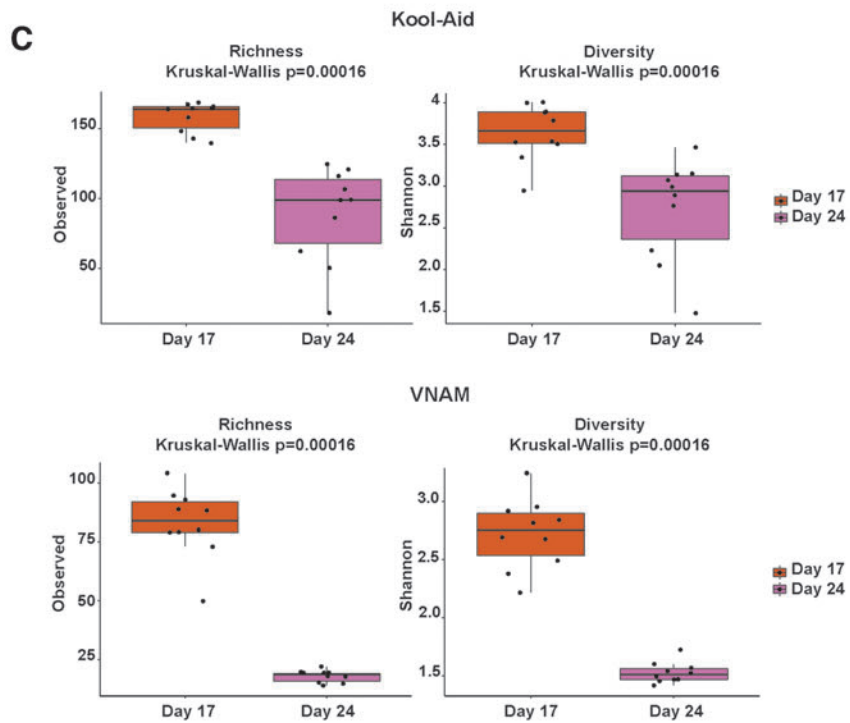 C
Kool-Aid
Richness
Kruskal-Wallis p=0.00016
Diversity
Kruskal-Wallis p=0.00016
Observed
150
100
50
Day 17
Day 24
Shannon
4
3.5
3.0
2.5
2.0
1.5
Day 17
Day 24
Day 17
Day 24
VNAM
Richness
Kruskal-Wallis p=0.00016
Diversity
Kruskal-Wallis p=0.00016
Observed
100
75
50
25
Day 17
Day 24
Shannon
3.0
2.5
2.0
1.5
Day 17
Day 24
Day 17
Day 24